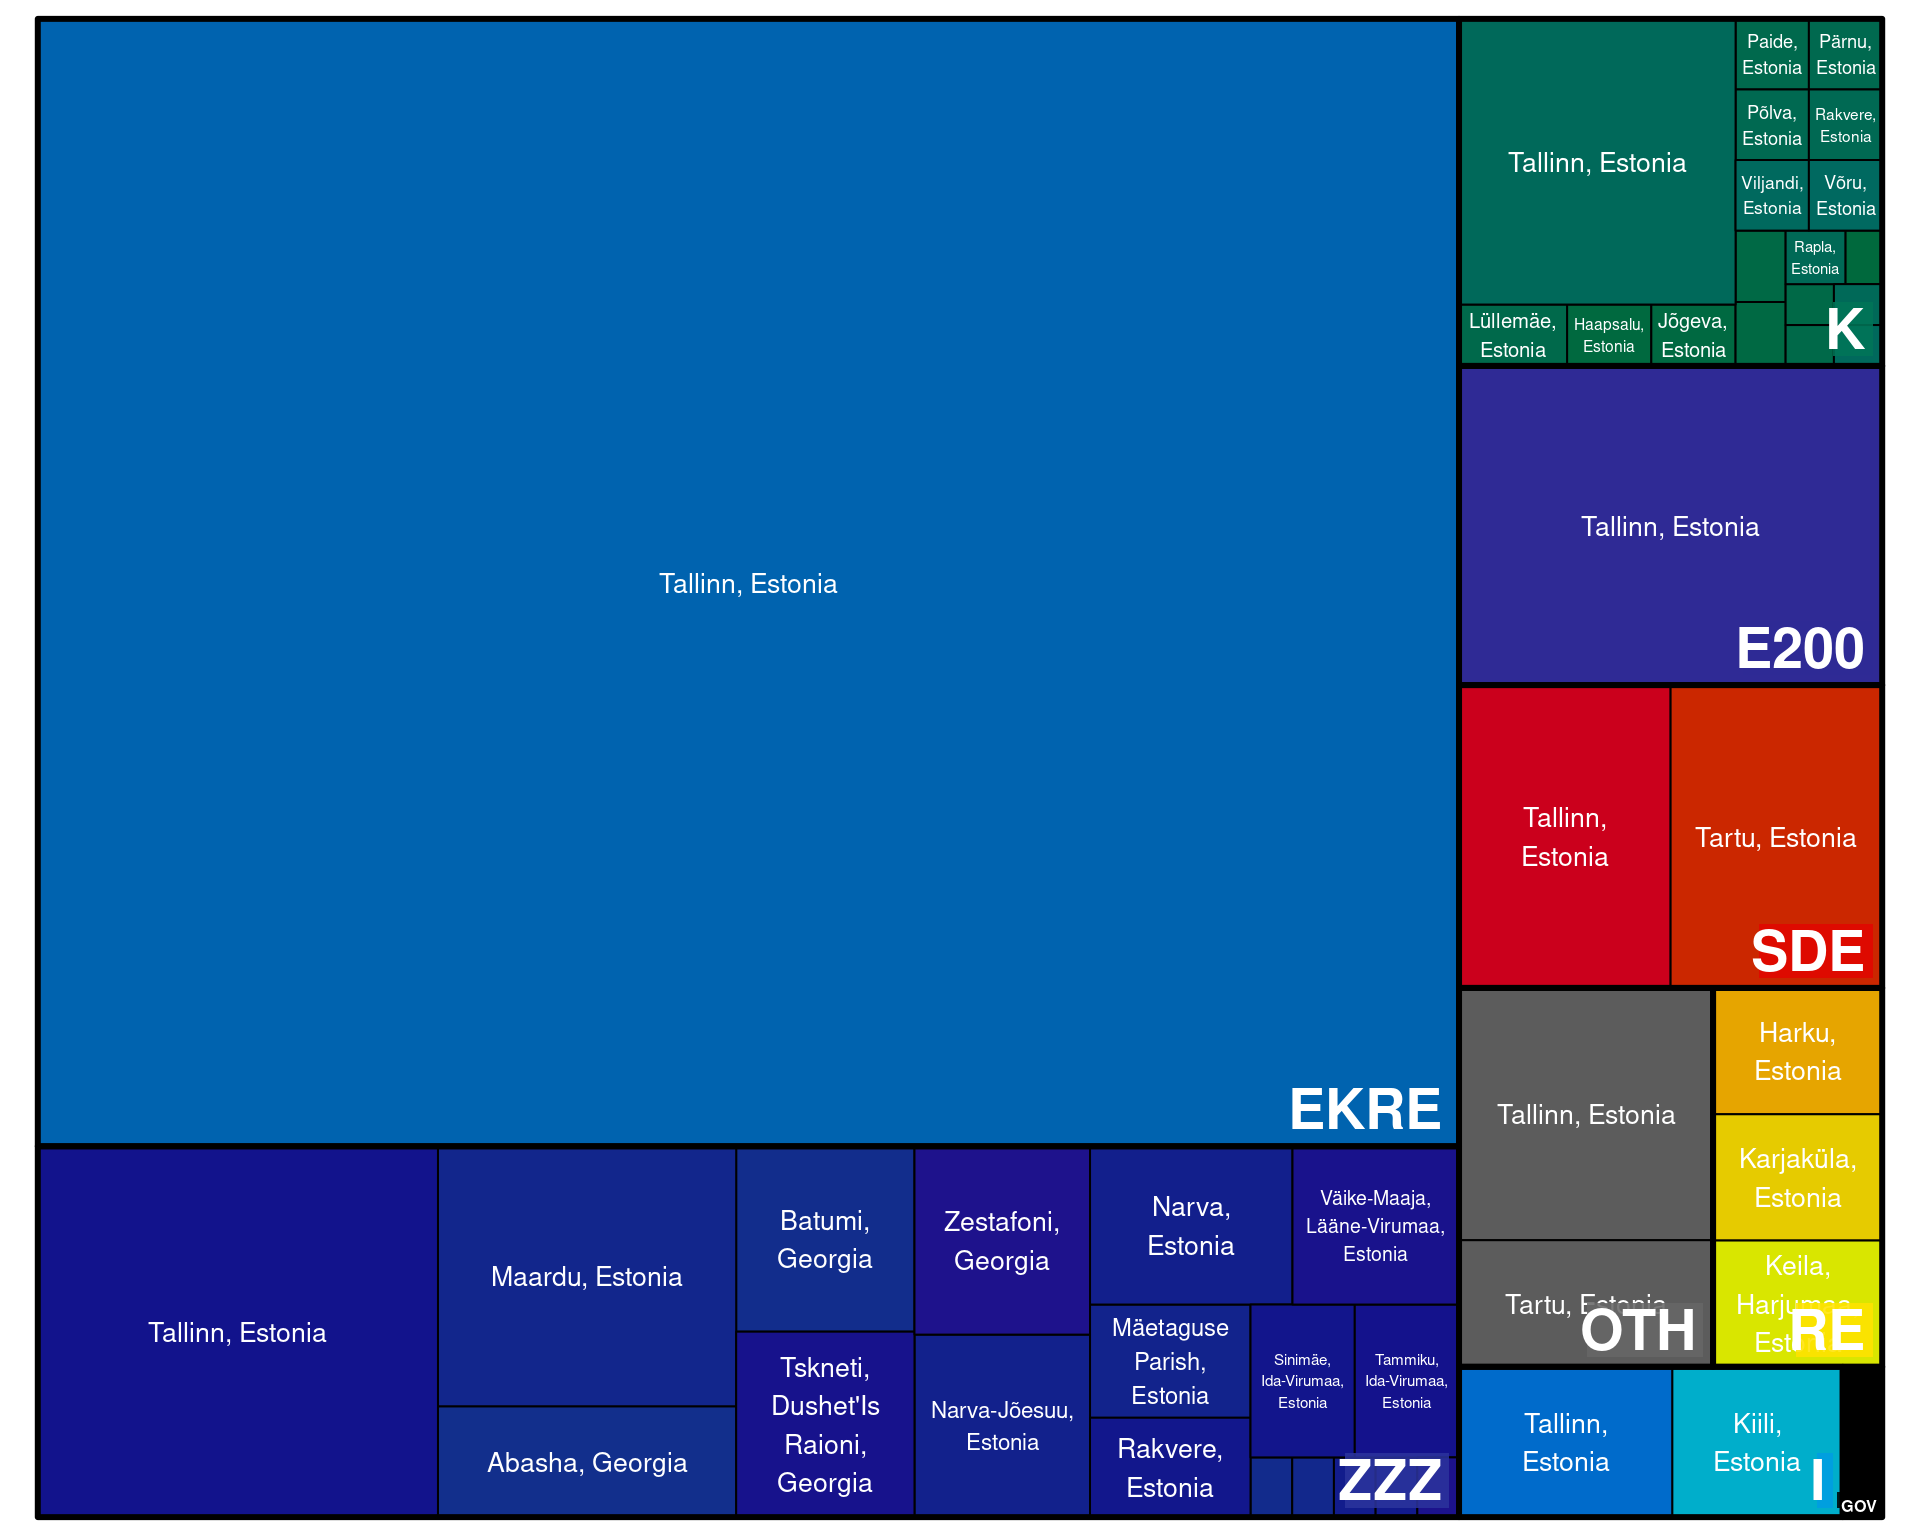 Tallinn, Estonia
EKRE
Tallinn, Estonia
Maardu, Estonia
Abasha, Georgia
Batumi,
Georgia
Tskneti,
Dushet'Is
Raioni,
Georgia
Zestafoni,
Georgia
Narva-Jõesuu,
Estonia
Narva,
Estonia
Väike-Maaja,
Lääne-Virumaa,
Estonia
Mäetaguse
Parish,
Estonia
Rakvere,
Estonia
Sinimäe,
Ida-Virumaa,
Estonia
Tammiku,
Ida-Virumaa,
Estonia
ZZZ
Tallinn, Estonia
Lüllemäe,
Estonia
Haapsalu,
Estonia
Jõgeva,
Estonia
Paide,
Estonia
Pärnu,
Estonia
Põlva,
Estonia
Rakvere,
Estonia
Viljandi,
Estonia
Võru,
Estonia
Rapla,
Estonia
K
Tallinn, Estonia
E200
Tallinn,
Estonia
Tartu, Estonia
SDE
Tallinn, Estonia
Tartu, Estonia
OTH
Harku,
Estonia
Karjaküla,
Estonia
Keila,
Harjumaa,
Estonia
RE
Tallinn,
Estonia
Kiili,
Estonia
I
GOV